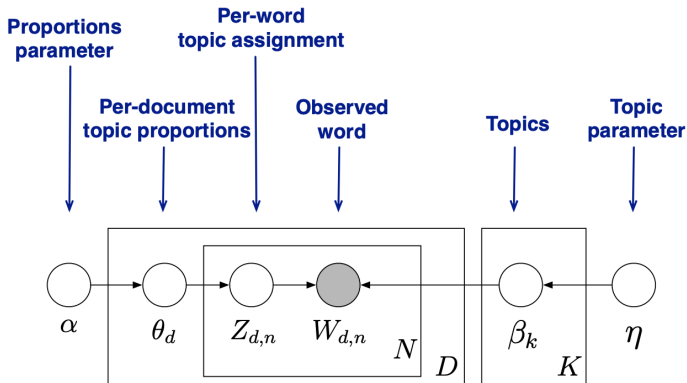 Proportions
parameter
Per-word
topic assignment
Per-document
topic proportions
Observed
word
Topics
Topic
parameter
α
θd
Zd,n
Wd,n
N
D
βk
K
η